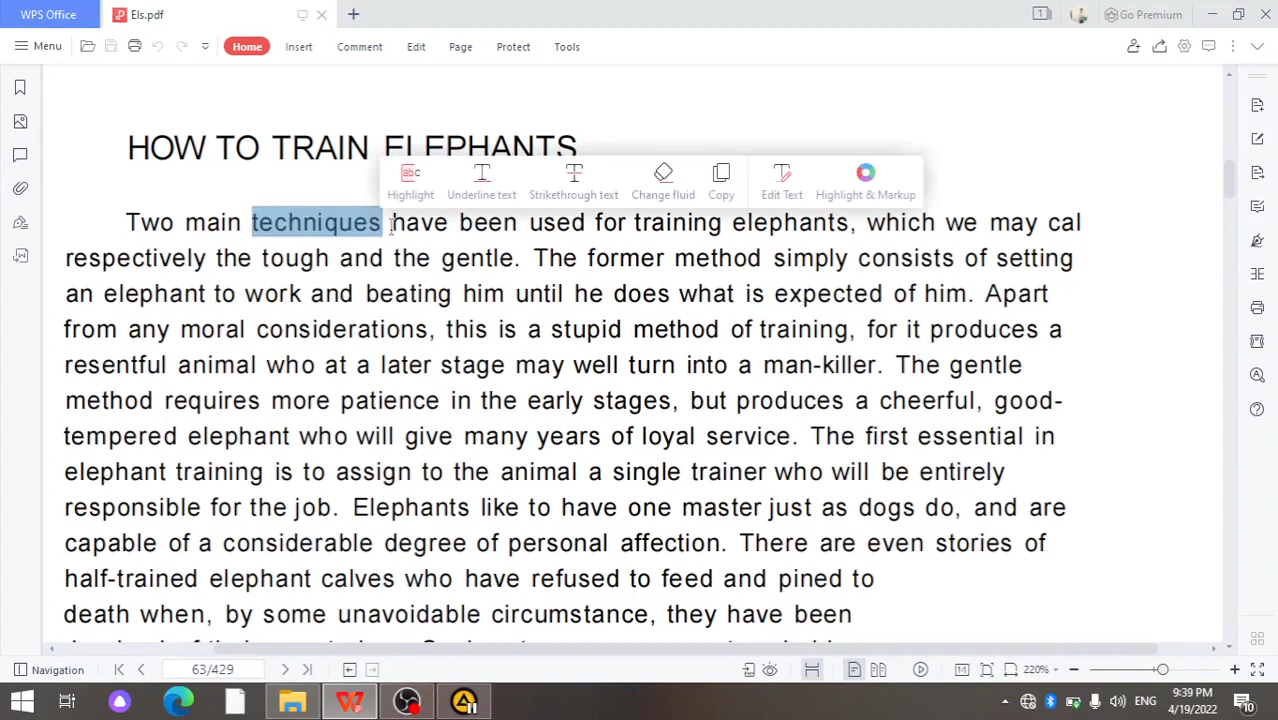 WPS Office
Els.pdf
Go Premium
Menu
Home
Insert
Comment
Edit
Page
Protect
Tools
HOW TO TRAIN ELEPHANTS
abc
Highlight
Underline text
Strikethrough text
Change fluid
Copy
Edit Text
Highlight & Markup
Two main techniques have been used for training elephants, which we may cal
respectively the tough and the gentle. The former method simply consists of setting
an elephant to work and beating him until he does what is expected of him. Apart
from any moral considerations, this is a stupid method of training, for it produces a
resentful animal who at a later stage may well turn into a man-killer. The gentle
method requires more patience in the early stages, but produces a cheerful, good-
tempered elephant who will give many years of loyal service. The first essential in
elephant training is to assign to the animal a single trainer who will be entirely
responsible for the job. Elephants like to have one master just as dogs do, and are
capable of a considerable degree of personal affection. There are even stories of
half-trained elephant calves who have refused to feed and pined to
death when, by some unavoidable circumstance, they have been
Navigation
63/429
220%
ENG
9:39 PM
4/19/2022
10